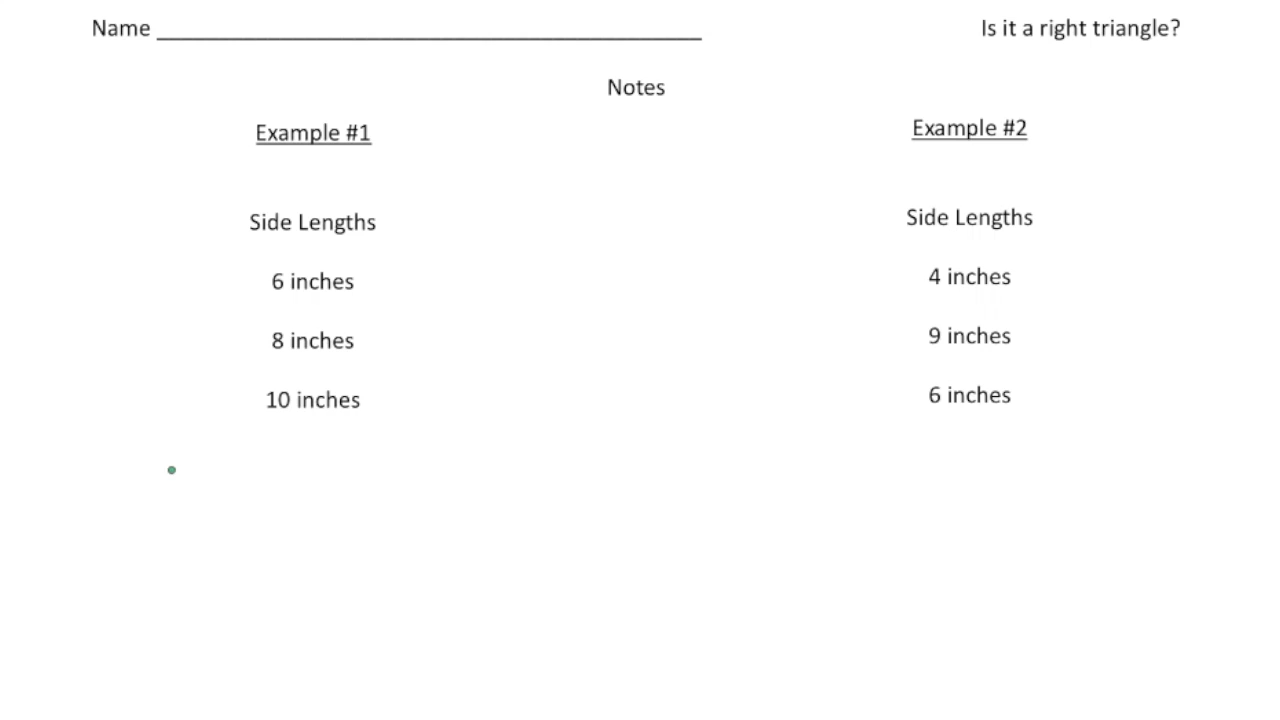 Name ___________________________________________ Is it a right triangle?
Notes
Example #1
Side Lengths
6 inches
8 inches
10 inches
Example #2
Side Lengths
4 inches
9 inches
6 inches